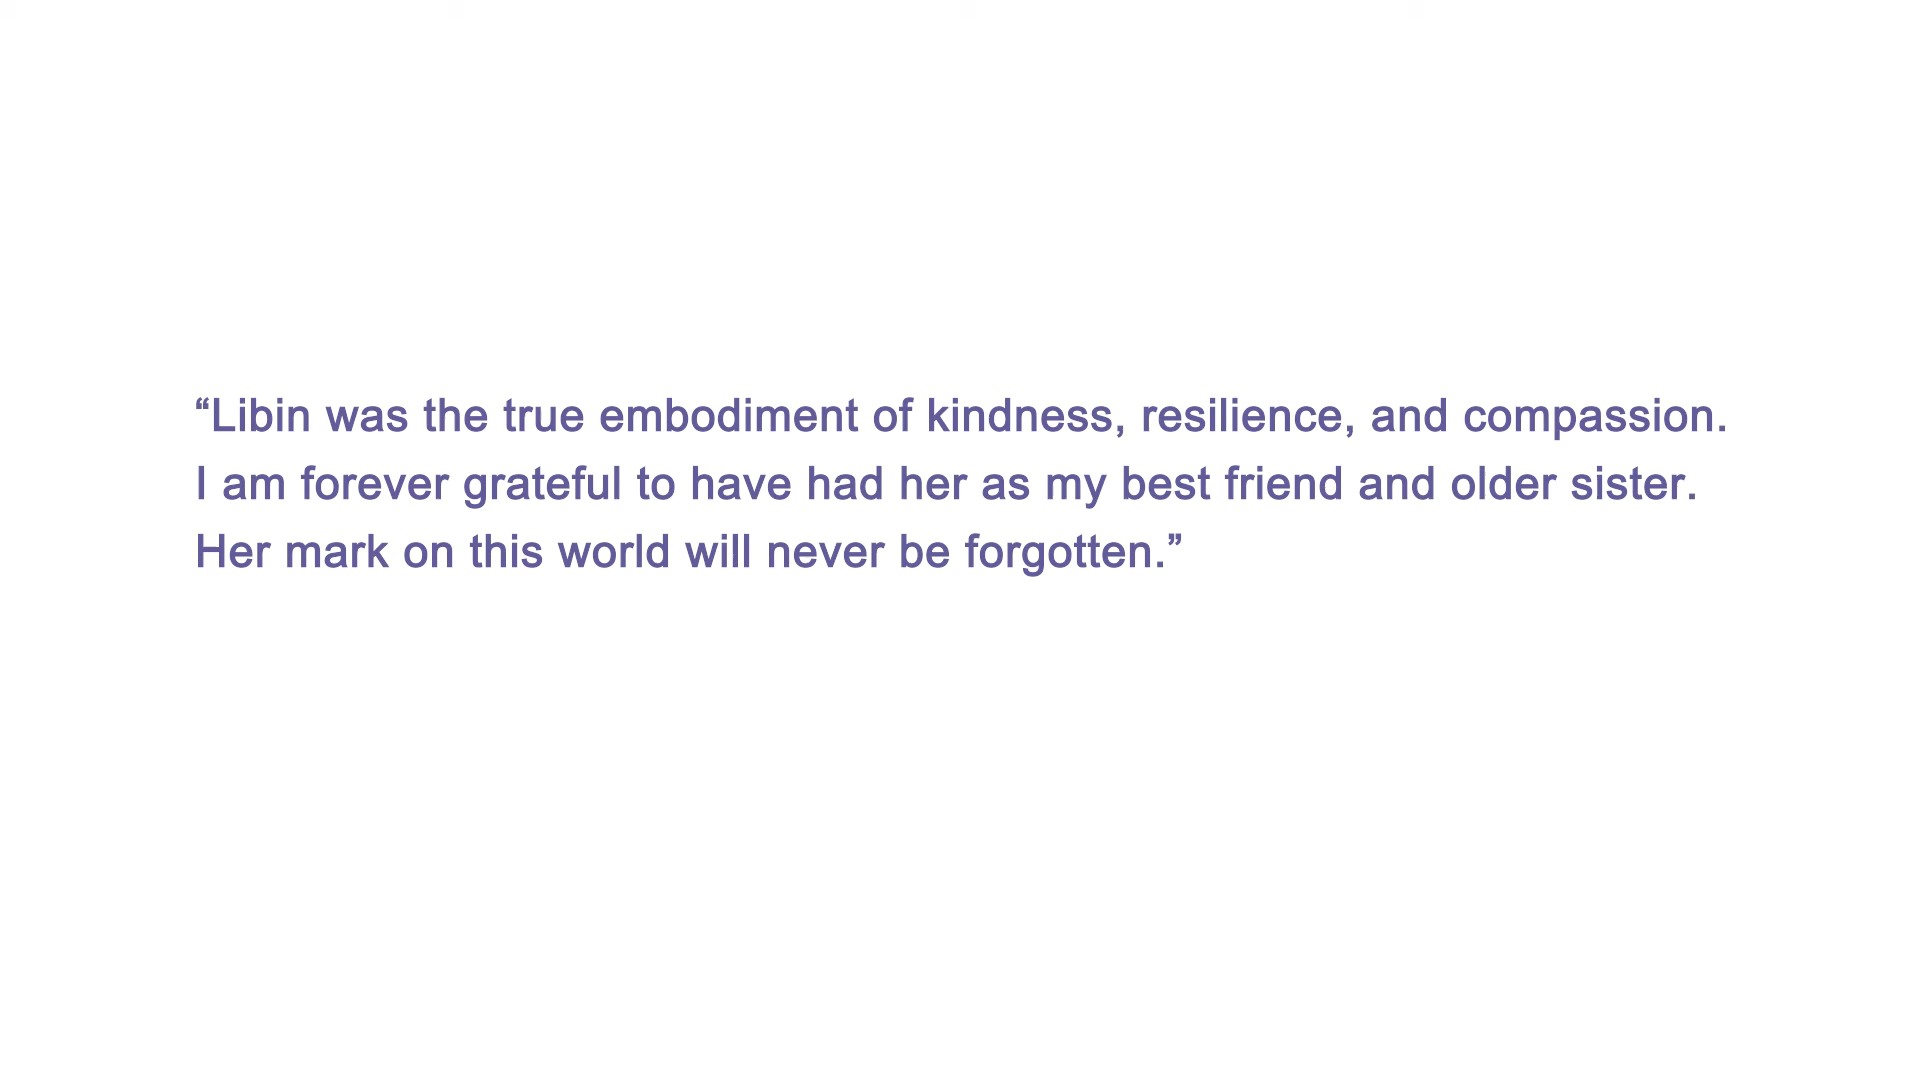 “Libin was the true embodiment of kindness, resilience, and compassion.
I am forever grateful to have had her as my best friend and older sister.
Her mark on this world will never be forgotten.”